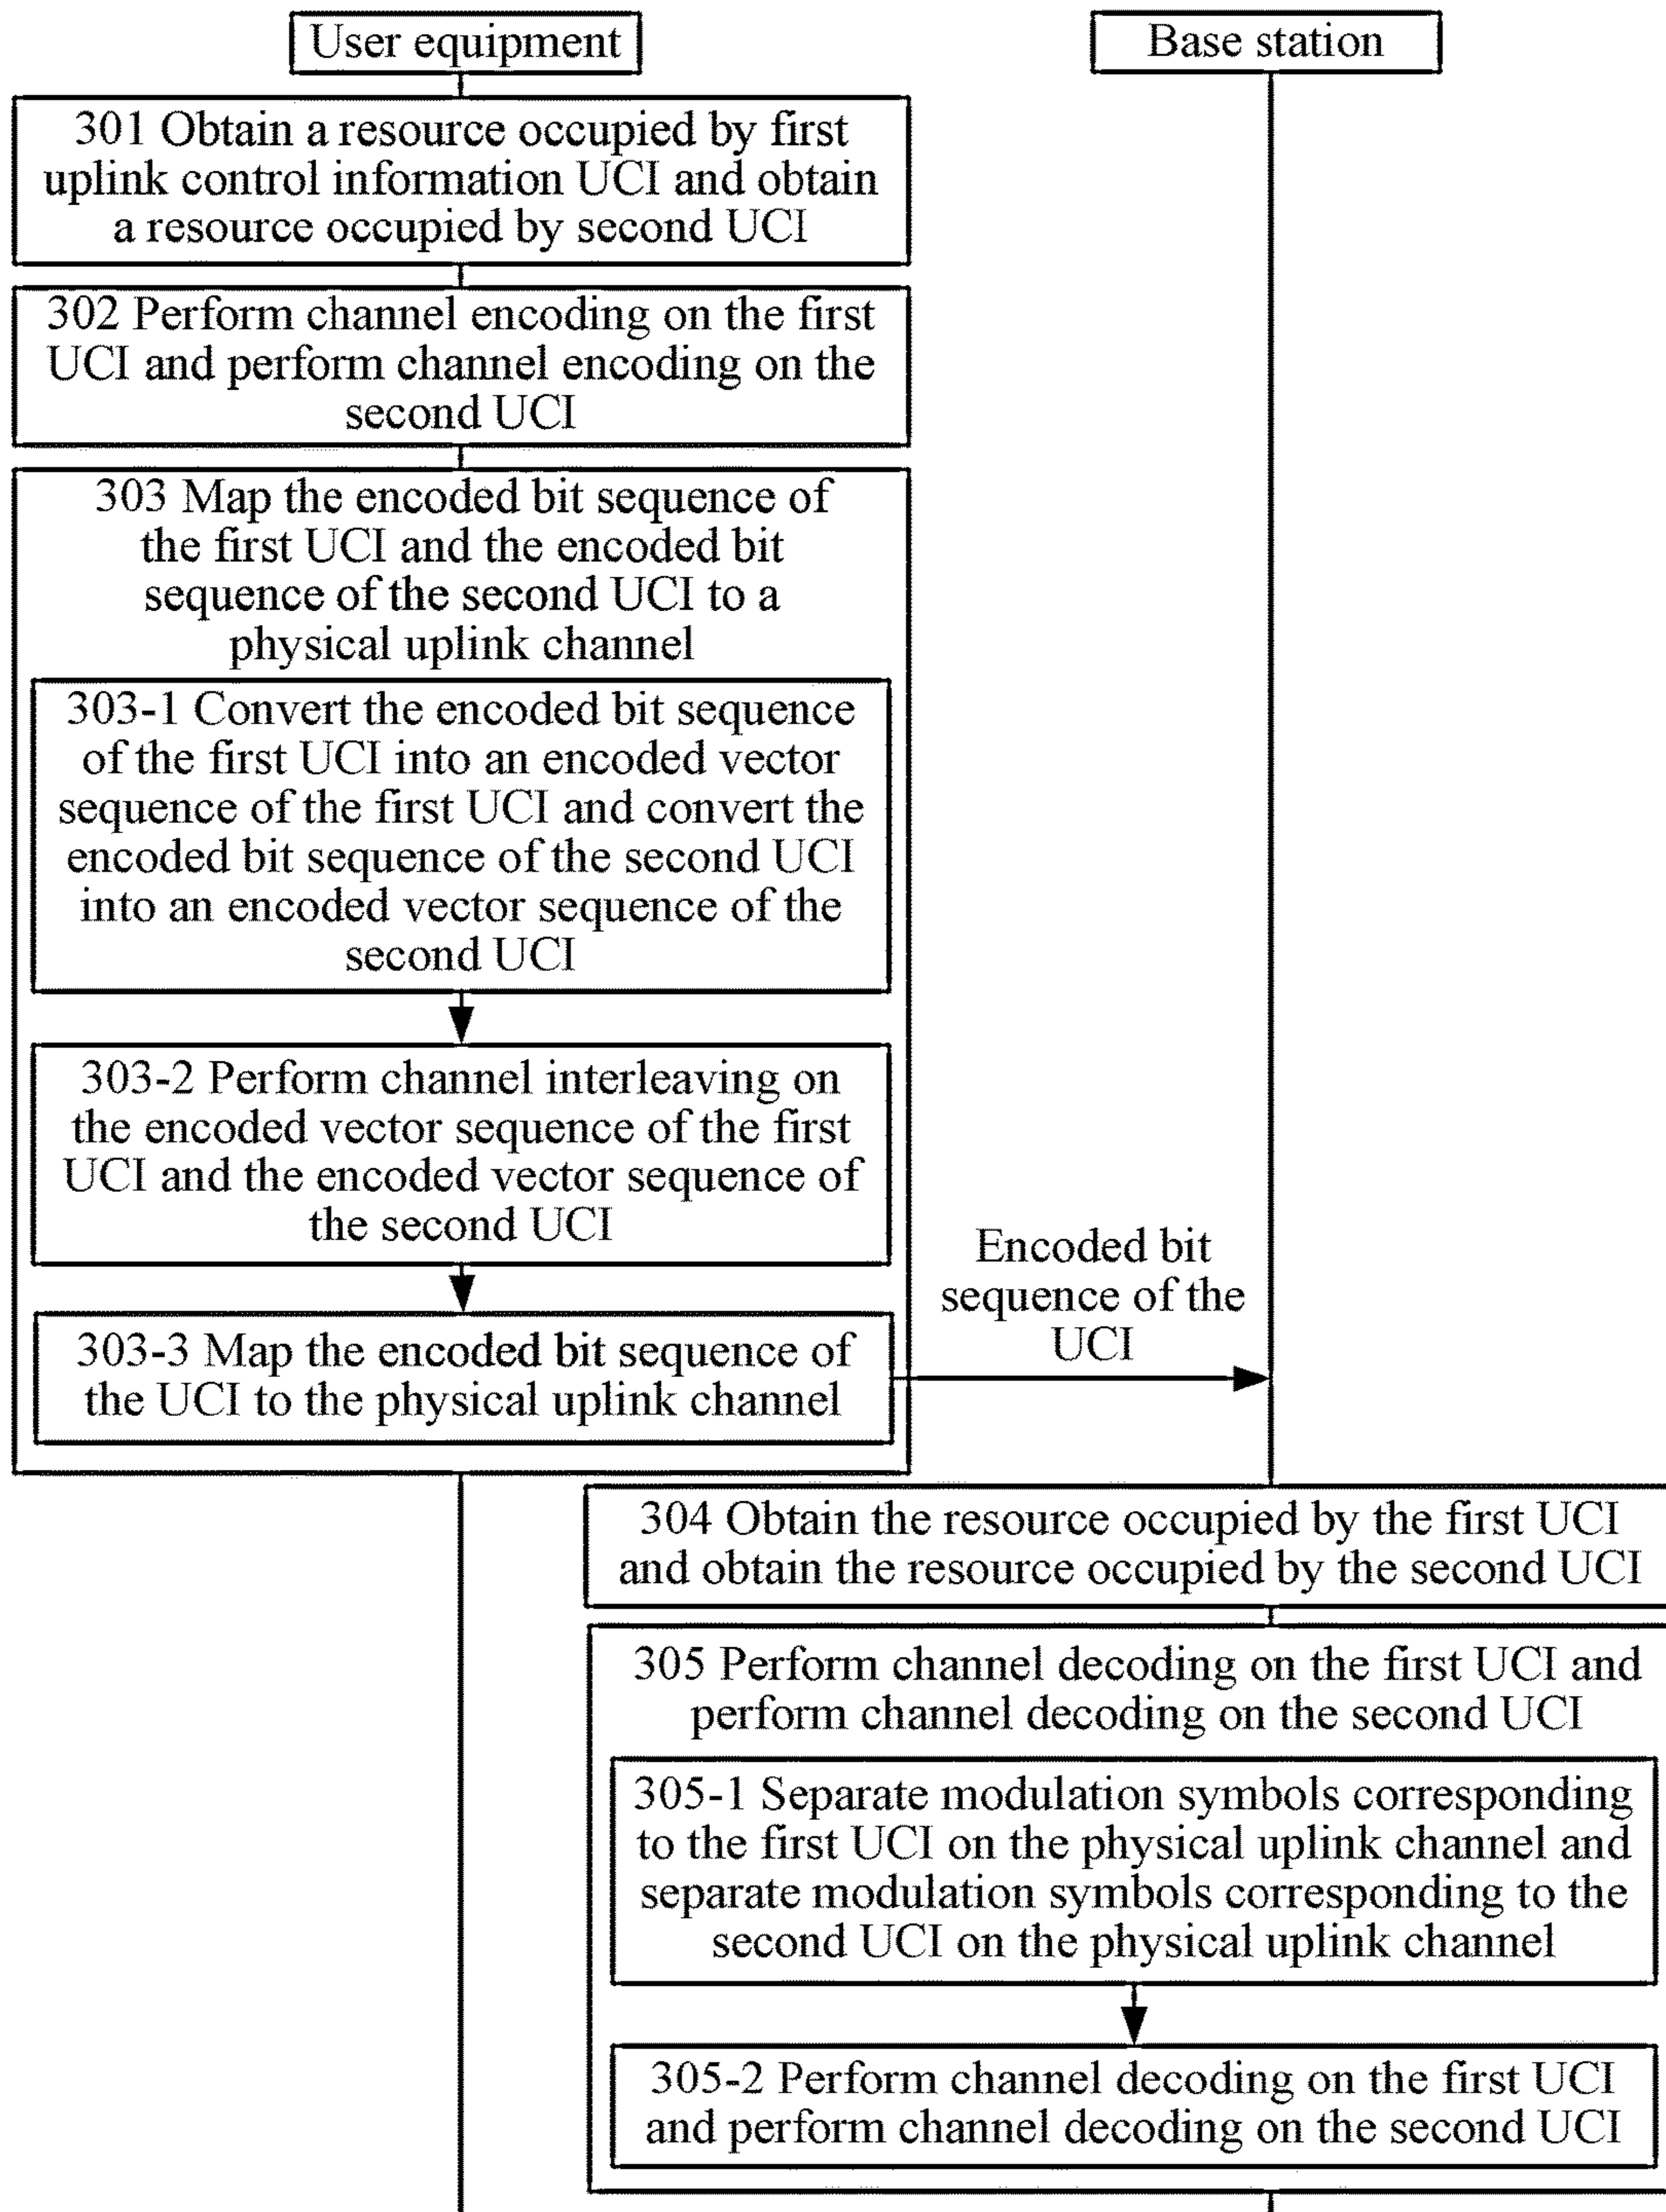 User equipment
Base station
301 Obtain a resource occupied by first
uplink control information UCI and obtain
a resource occupied by second UCI
302 Perform channel encoding on the first
UCI and perform channel encoding on the
second UCI
303 Map the encoded bit sequence of
the first UCI and the encoded bit
sequence of the second UCI to a
physical uplink channel
303-1 Convert the encoded bit sequence
of the first UCI into an encoded vector
sequence of the first UCI and convert the
encoded bit sequence of the second UCI
into an encoded vector sequence of the
second UCI
303-2 Perform channel interleaving on
the encoded vector sequence of the first
UCI and the encoded vector sequence of
the second UCI
Encoded bit
sequence of the
UCI
303-3 Map the encoded bit sequence of
the UCI to the physical uplink channel
304 Obtain the resource occupied by the first UCI
and obtain the resource occupied by the second UCI
305 Perform channel decoding on the first UCI and
perform channel decoding on the second UCI
305-1 Separate modulation symbols corresponding
to the first UCI on the physical uplink channel and
separate modulation symbols corresponding to the
second UCI on the physical uplink channel
305-2 Perform channel decoding on the first UCI
and perform channel decoding on the second UCI